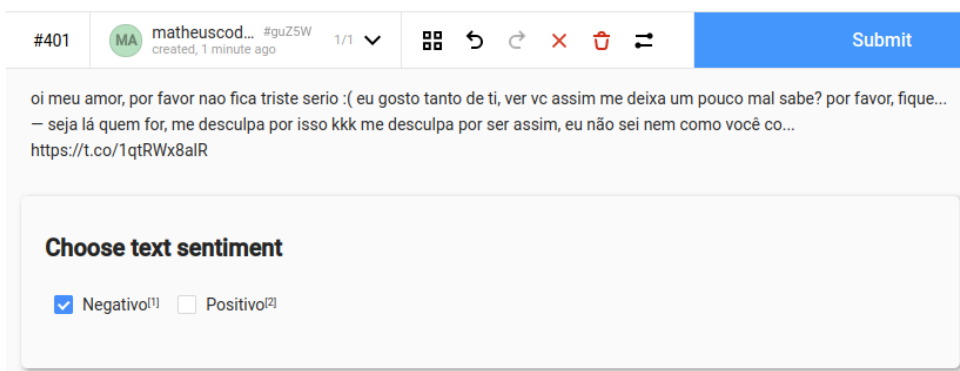 #401
MA
matheuscod... #guZ5W
created, 1 minute ago
1/1
Submit
oi meu amor, por favor nao fica triste serio :( eu gosto tanto de ti, ver vc assim me deixa um pouco mal sabe? por favor, fique...
— seja lá quem for, me desculpa por isso kkk me desculpa por ser assim, eu não sei nem como você co...
https://t.co/1qtRWx8alR
Choose text sentiment
Negativo[1] Positivo[2]